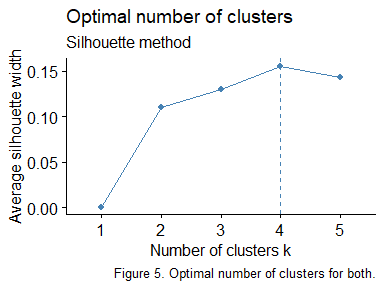 Optimal number of clusters
Silhouette method
Average silhouette width
0.15
0.10
0.05
0.00
1 2 3 4 5
Number of clusters k
Figure 5. Optimal number of clusters for both.